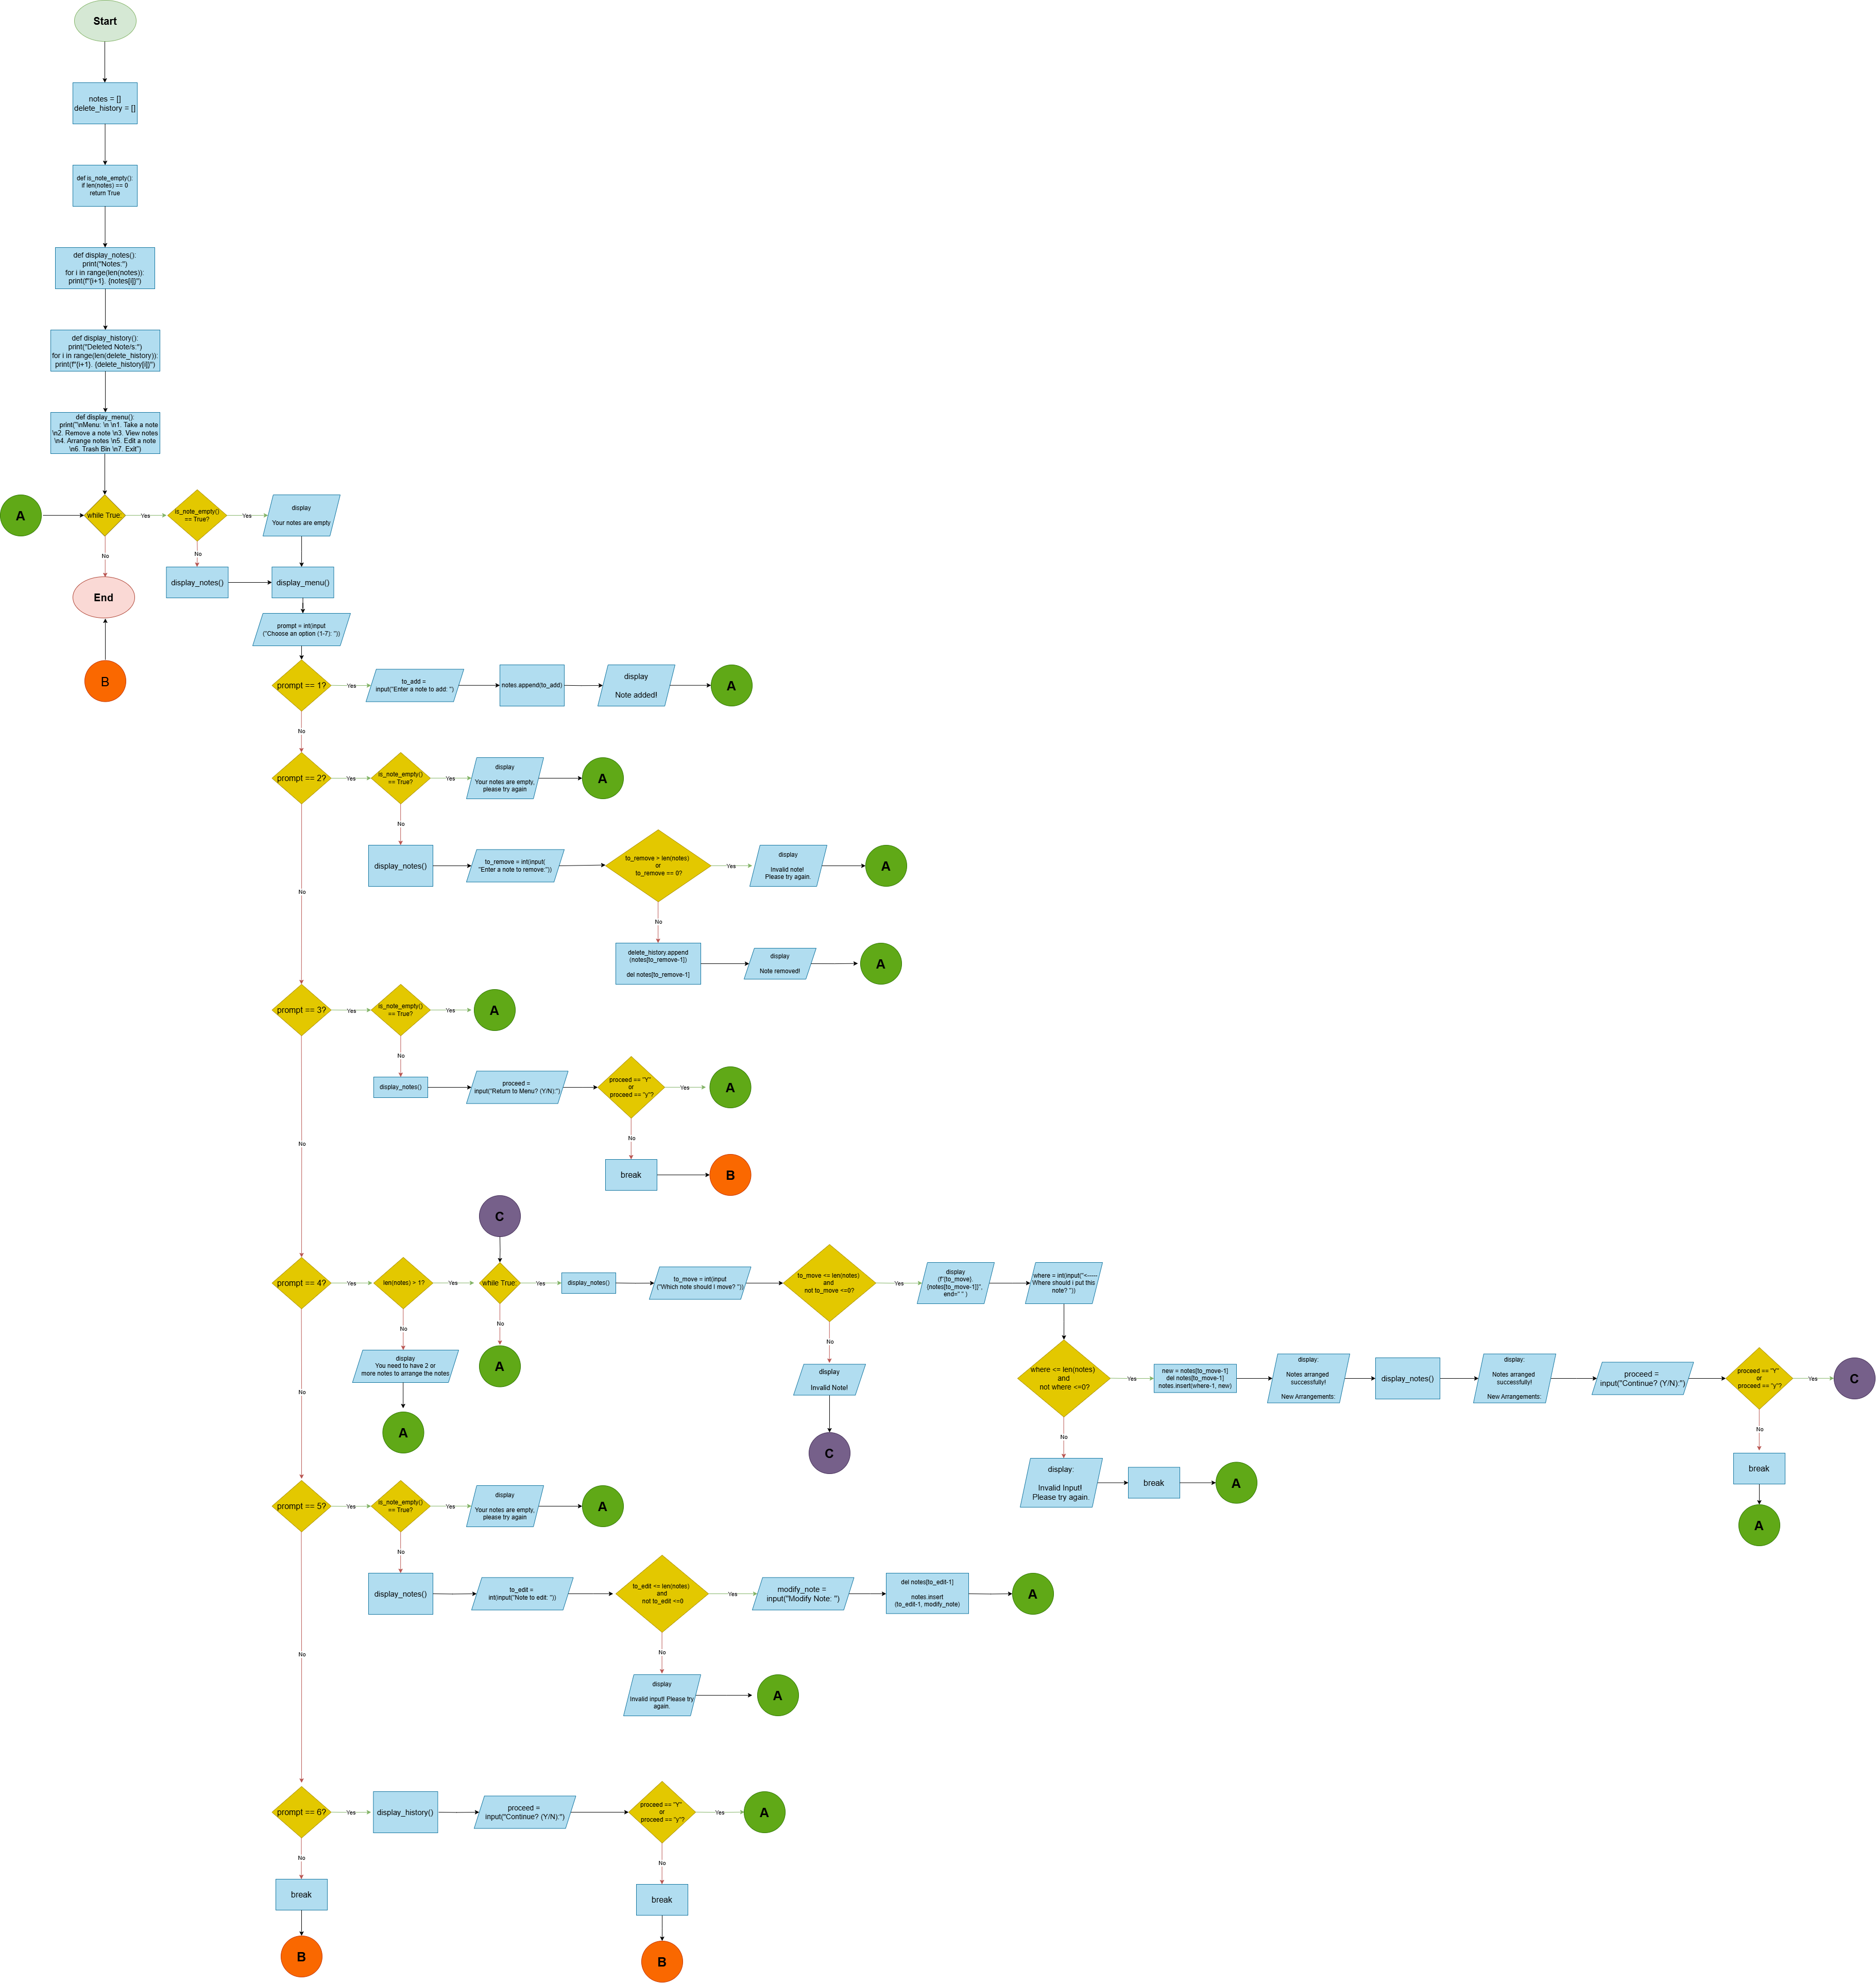 Start
notes = []
delete_history = []
def is_note_empty():
if len(notes) == 0
return True
def display_notes():
print("Notes:")
for i in range(len(notes)):
print(f"{i+1}. {notes[i]}")
def display_history():
print("Deleted Note/s:")
for i in range(len(delete_history)):
print(f"{i+1}. {delete_history[i]}")
def display_menu():
print("\nMenu: \n \n1. Take a note
\n2. Remove a note \n3. View notes
\n4. Arrange notes \n5. Edit a note
\n6. Trash Bin \n7. Exit")
A
while True:
Yes
is_note_empty()
== True?
Yes
display
Your notes are empty
No
No
End
display_notes()
display_menu()
B
prompt = int(input
("Choose an option (1-7): "))
prompt == 1?
Yes
to_add =
input("Enter a note to add: ")
notes.append(to_add)
display
Note added!
A
No
prompt == 2?
Yes
is_note_empty()
== True?
Yes
display
Your notes are empty,
please try again
A
No
display_notes()
to_remove = int(input(
"Enter a note to remove:"))
to_remove > len(notes)
or
to_remove == 0?
Yes
display
Invalid note!
Please try again.
A
No
No
delete_history.append
(notes[to_remove-1])
del notes[to_remove-1]
display
Note removed!
A
prompt == 3?
Yes
is_note_empty()
== True?
Yes
A
No
display_notes()
proceed =
input("Return to Menu? (Y/N):")
proceed == "Y"
or
proceed == "y"?
Yes
A
No
No
break
B
C
prompt == 4?
Yes
len(notes) > 1?
Yes
while True:
Yes
display_notes()
to_move = int(input
("Which note should I move? "))
to_move <= len(notes)
and
not to_move <=0?
Yes
display
(f"{to_move}.
{notes[to_move-1]}",
end=" " )
where = int(input("<-----
Where should i put this
note? "))
No
display
You need to have 2 or
more notes to arrange the notes
A
No
A
No
display
Invalid Note!
C
where <= len(notes)
and
not where <=0?
Yes
new = notes[to_move-1]
del notes[to_move-1]
notes.insert(where-1, new)
display:
Notes arranged
successfully!
New Arrangements:
display_notes()
display:
Notes arranged
successfully!
New Arrangements:
proceed =
input("Continue? (Y/N):")
proceed == "Y"
or
proceed == "y"?
Yes
C
No
display:
Invalid Input!
Please try again.
break
A
No
break
A
No
prompt == 5?
Yes
is_note_empty()
== True?
Yes
display
Your notes are empty,
please try again
A
No
display_notes()
to_edit =
int(input("Note to edit: "))
to_edit <= len(notes)
and
not to_edit <=0
Yes
modify_note =
input("Modify Note: ")
del notes[to_edit-1]
notes.insert
(to_edit-1, modify_note)
A
No
No
display
Invalid input! Please try
again.
A
prompt == 6?
Yes
display_history()
proceed =
input("Continue? (Y/N):")
proceed == "Y"
or
proceed == "y"?
Yes
A
No
break
B
No
break
B